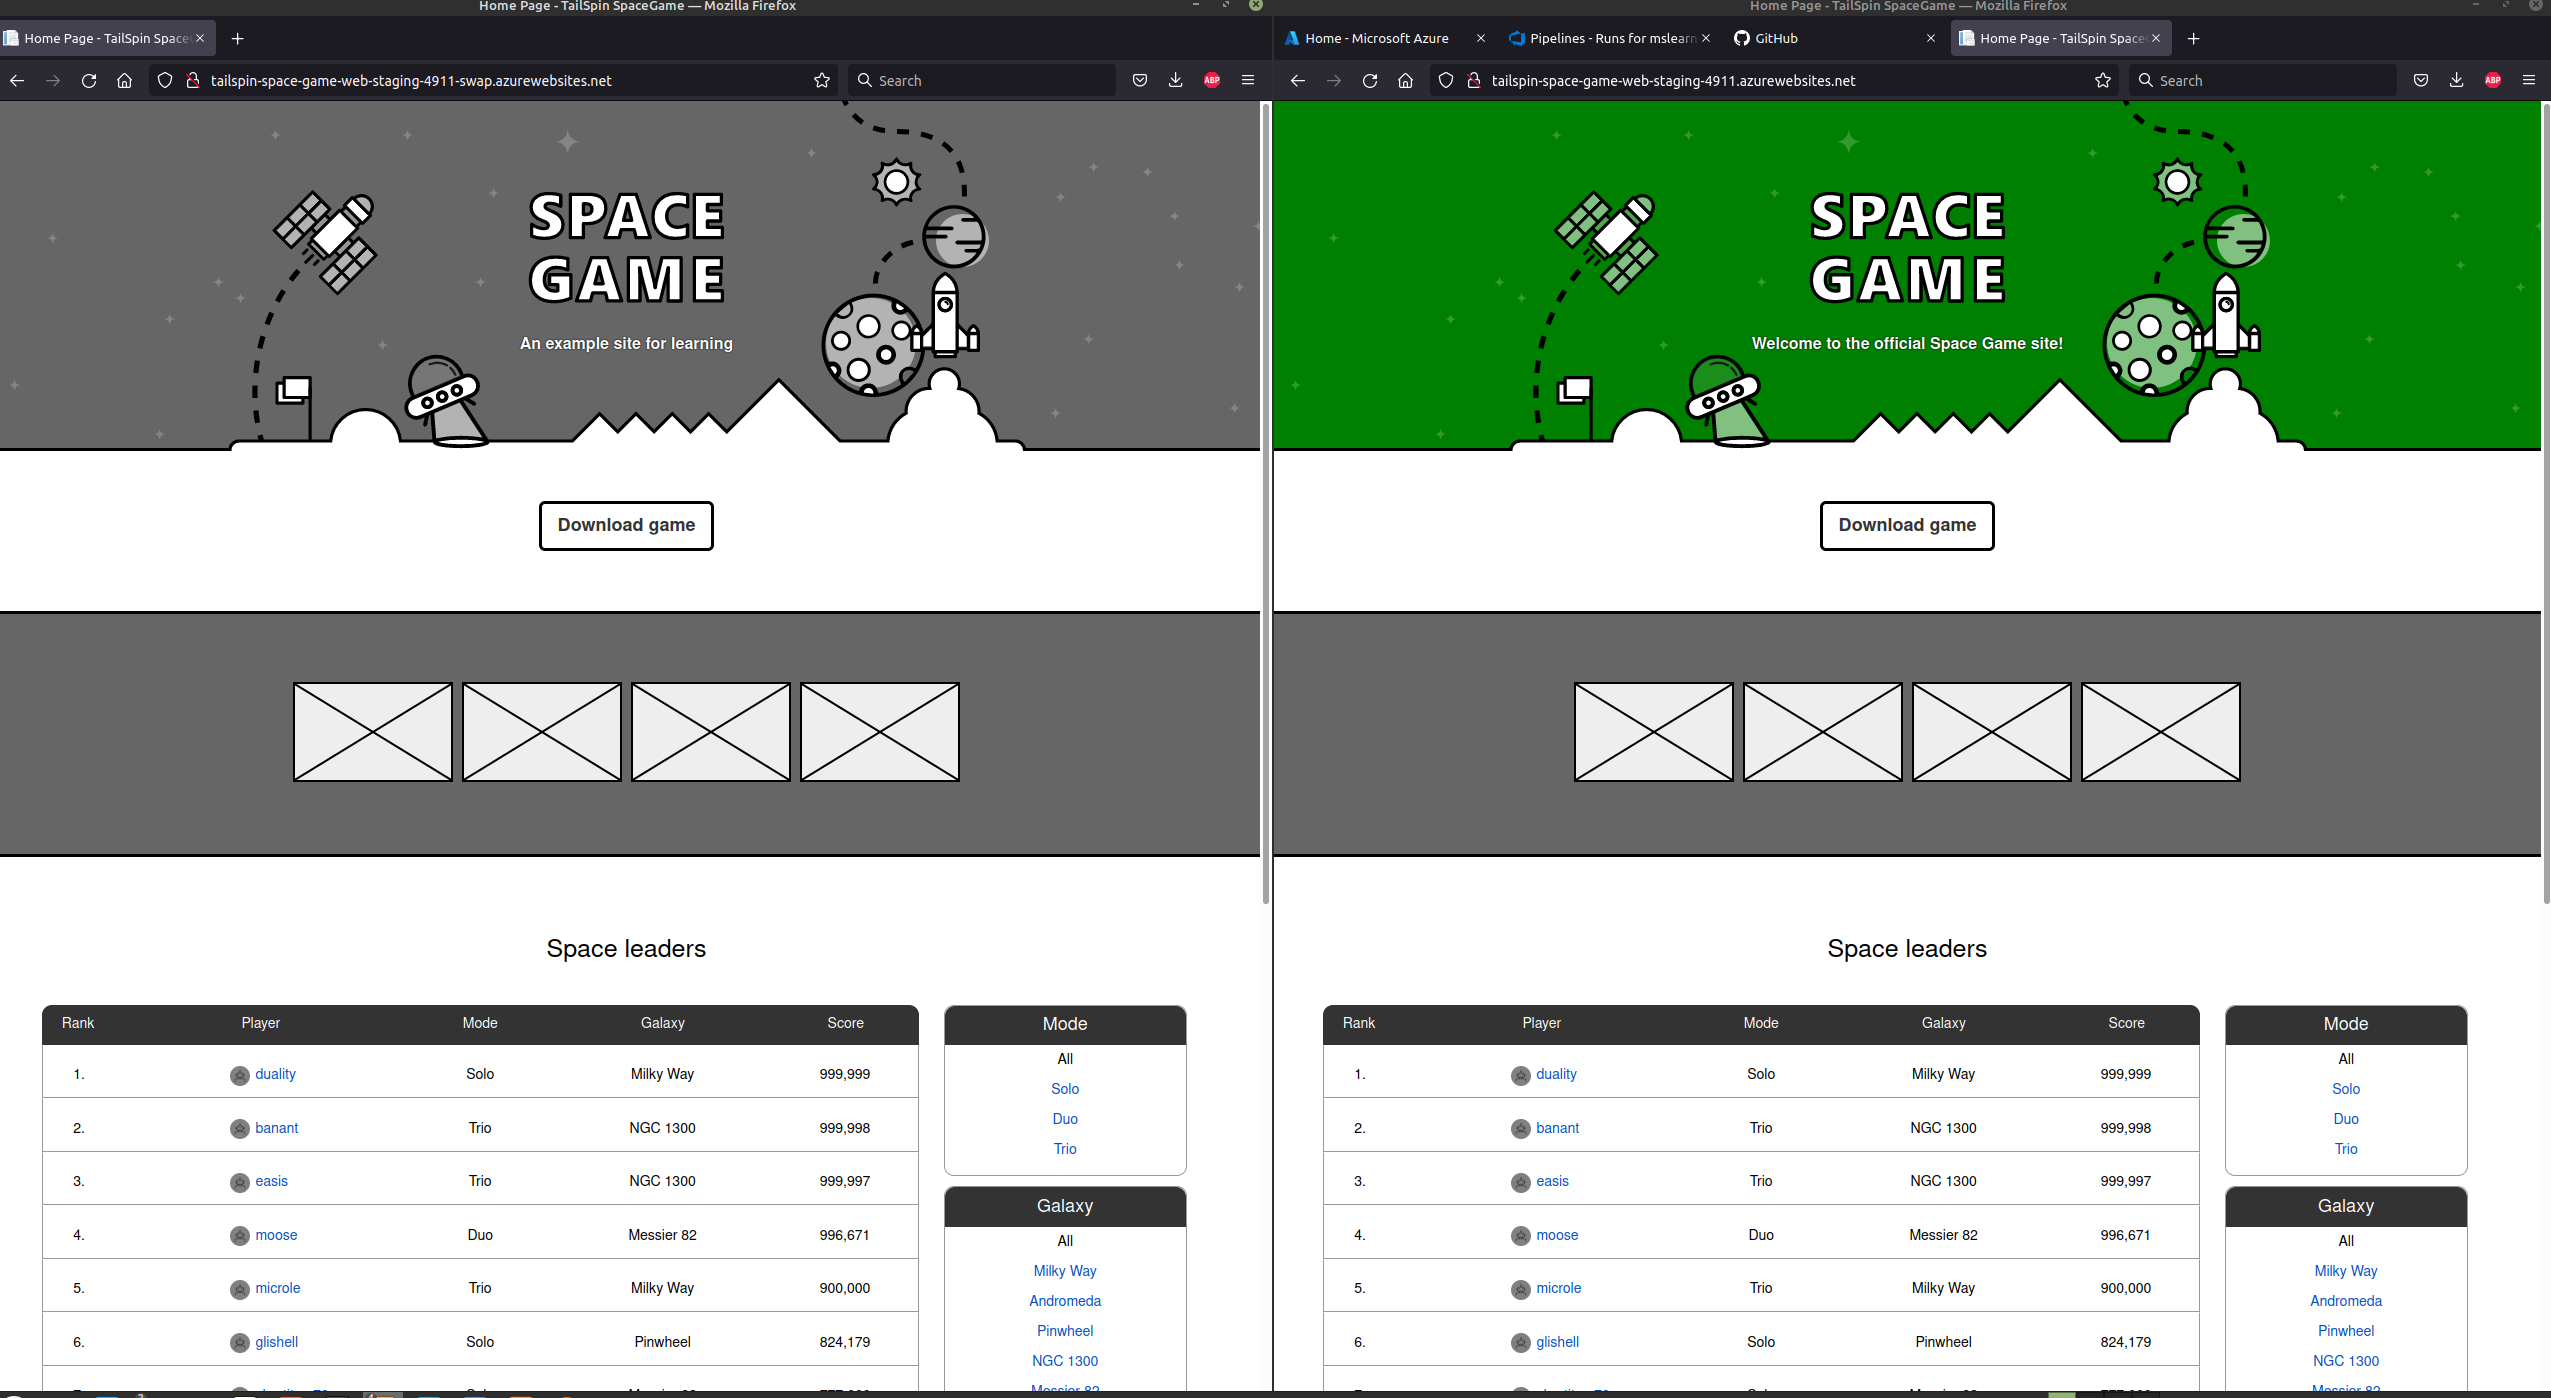 Home Page - TailSpin SpaceGame — Mozilla Firefox
Home Page - TailSpin Space
tailspin-space-game-web-staging-4911-swap.azurewebsites.net
Search
ABP
SPACE
GAME
An example site for learning
Download game
Space leaders
Rank Player Mode Galaxy Score
1. duality Solo Milky Way 999,999
2. banant Trio NGC 1300 999,998
3. easis Trio NGC 1300 999,997
4. moose Duo Messier 82 996,671
5. microle Trio Milky Way 900,000
6. glishell Solo Pinwheel 824,179
Mode
All
Solo
Duo
Trio
Galaxy
All
Milky Way
Andromeda
Pinwheel
NGC 1300
Messier 82
Home Page - TailSpin SpaceGame — Mozilla Firefox
Home - Microsoft Azure
Pipelines - Runs for mslearn
GitHub
Home Page - TailSpin Space
tailspin-space-game-web-staging-4911.azurewebsites.net
Search
ABP
SPACE
GAME
Welcome to the official Space Game site!
Download game
Space leaders
Rank Player Mode Galaxy Score
1. duality Solo Milky Way 999,999
2. banant Trio NGC 1300 999,998
3. easis Trio NGC 1300 999,997
4. moose Duo Messier 82 996,671
5. microle Trio Milky Way 900,000
6. glishell Solo Pinwheel 824,179
Mode
All
Solo
Duo
Trio
Galaxy
All
Milky Way
Andromeda
Pinwheel
NGC 1300
Messier 82